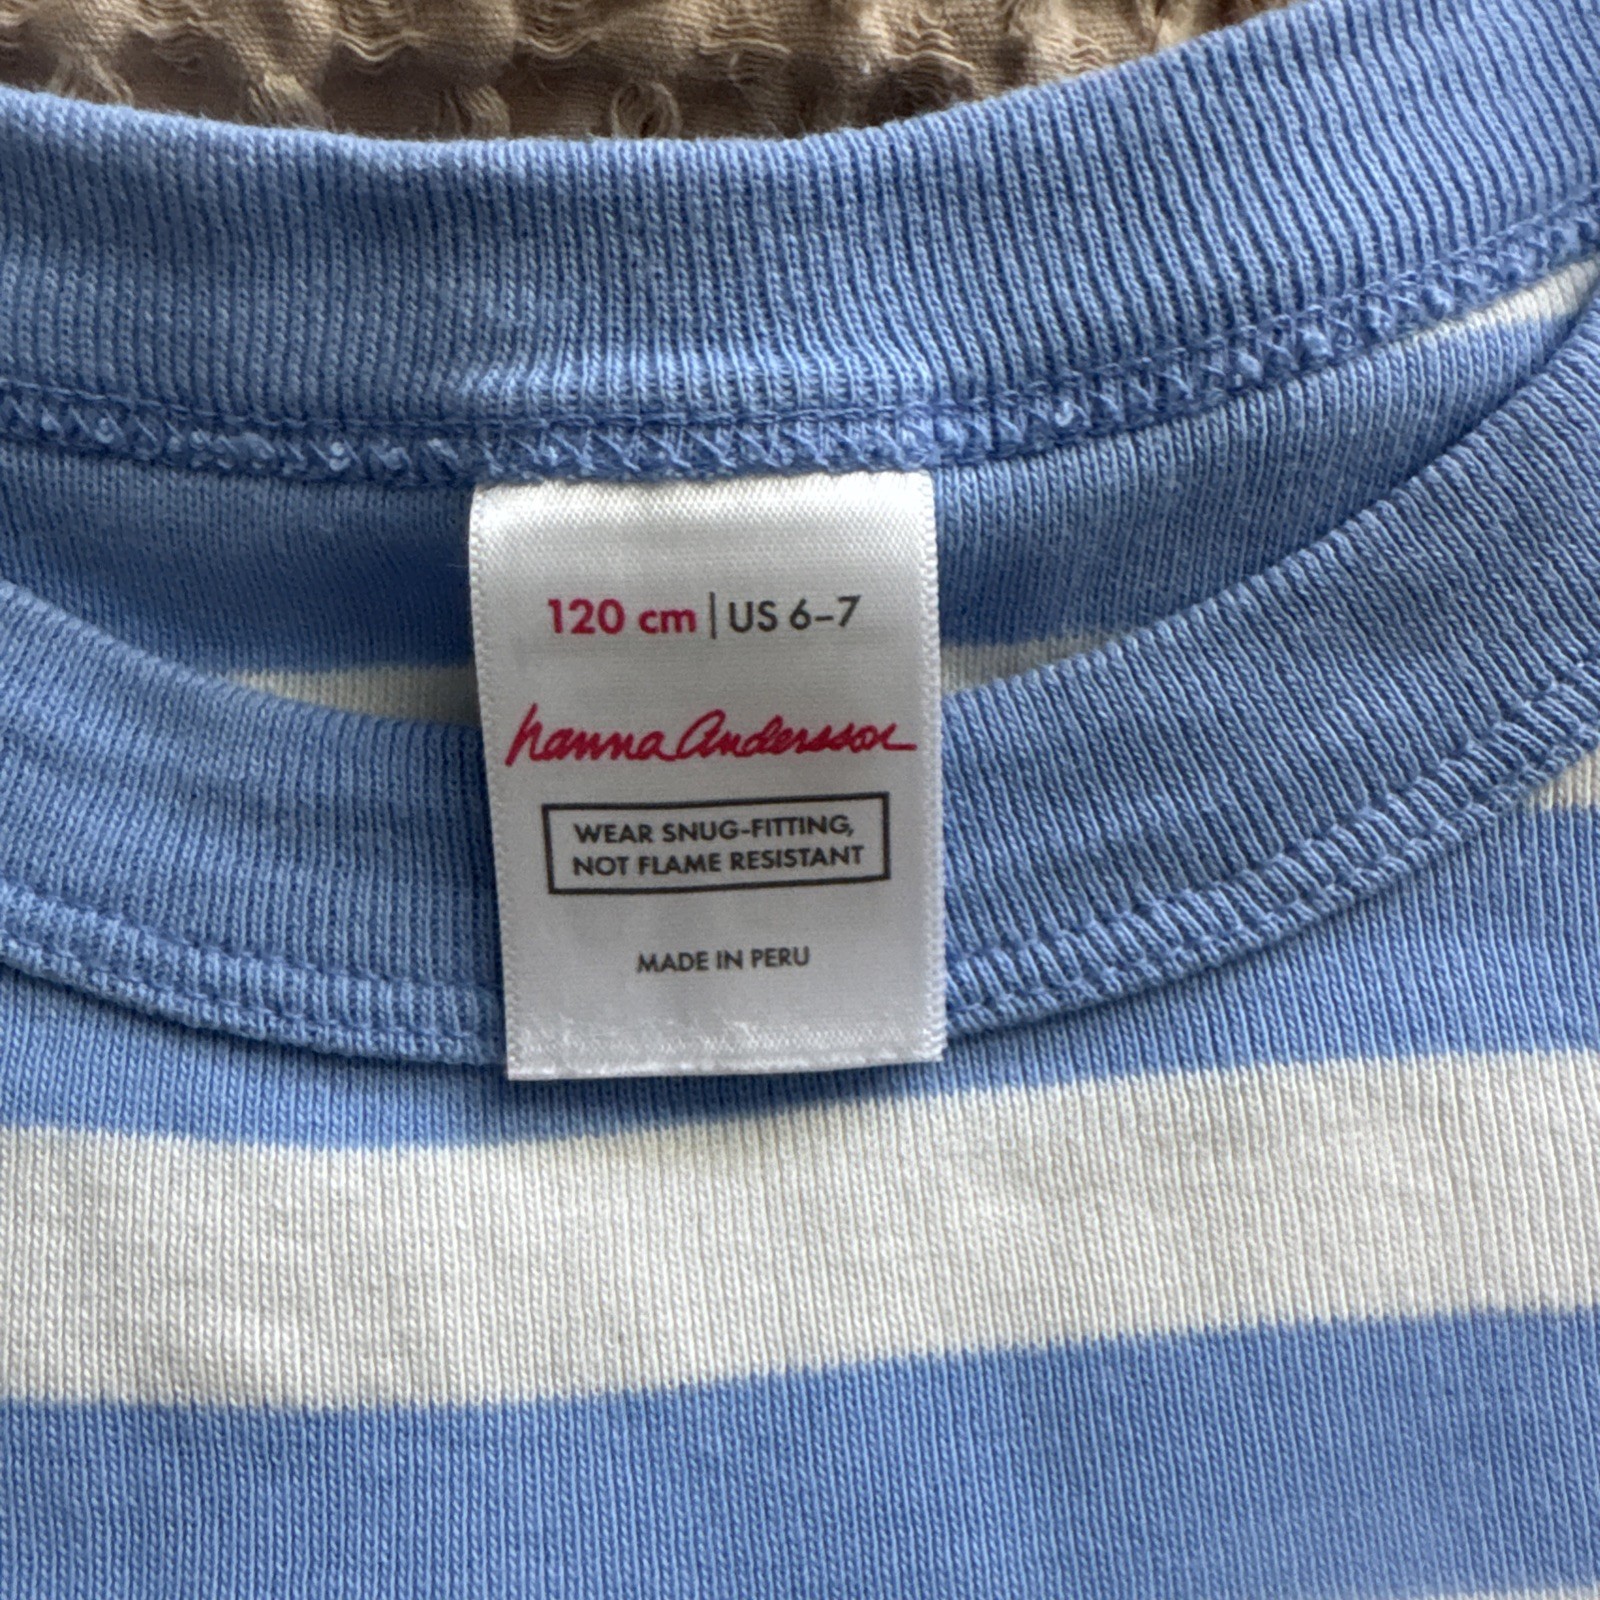 120 cm | US 6–7
hanna Andersson
WEAR SNUG-FITTING,
NOT FLAME RESISTANT
MADE IN PERU